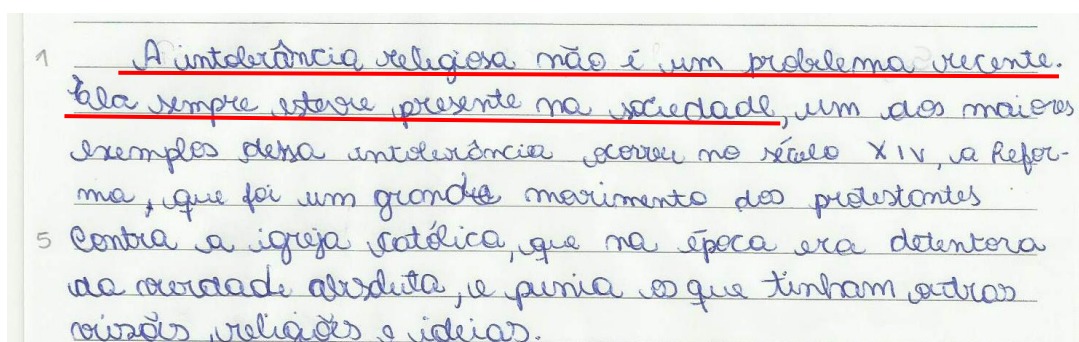 1 A intolerância religiosa não é um problema recente.
Ela sempre esteve presente na sociedade, um dos maiores
exemplos dessa intolerância ocorreu no século XIV, a Refor-
ma, que foi um grande movimento dos protestantes
5 contra a igreja católica, que na época era detentora
da verdade absoluta, e punia os que tinham outras
visões, religiões e ideias.